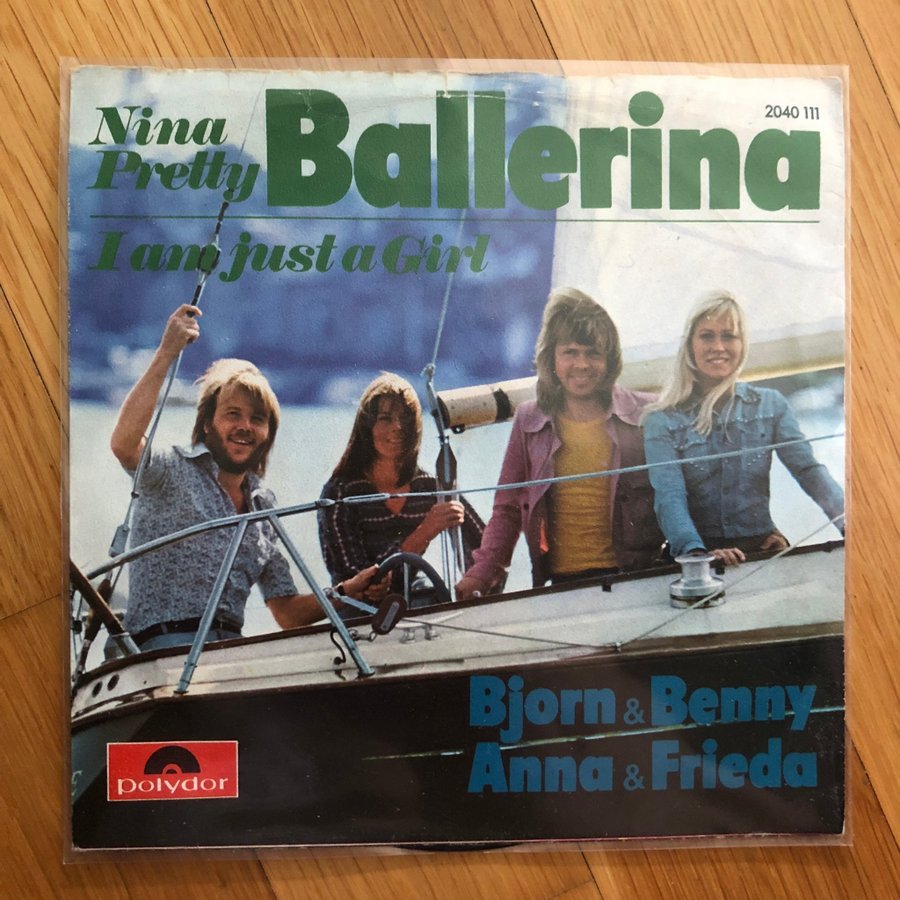 2040 111
Nina
Pretty Ballerina
I am just a Girl
Bjorn & Benny
Anna & Frieda
polydor